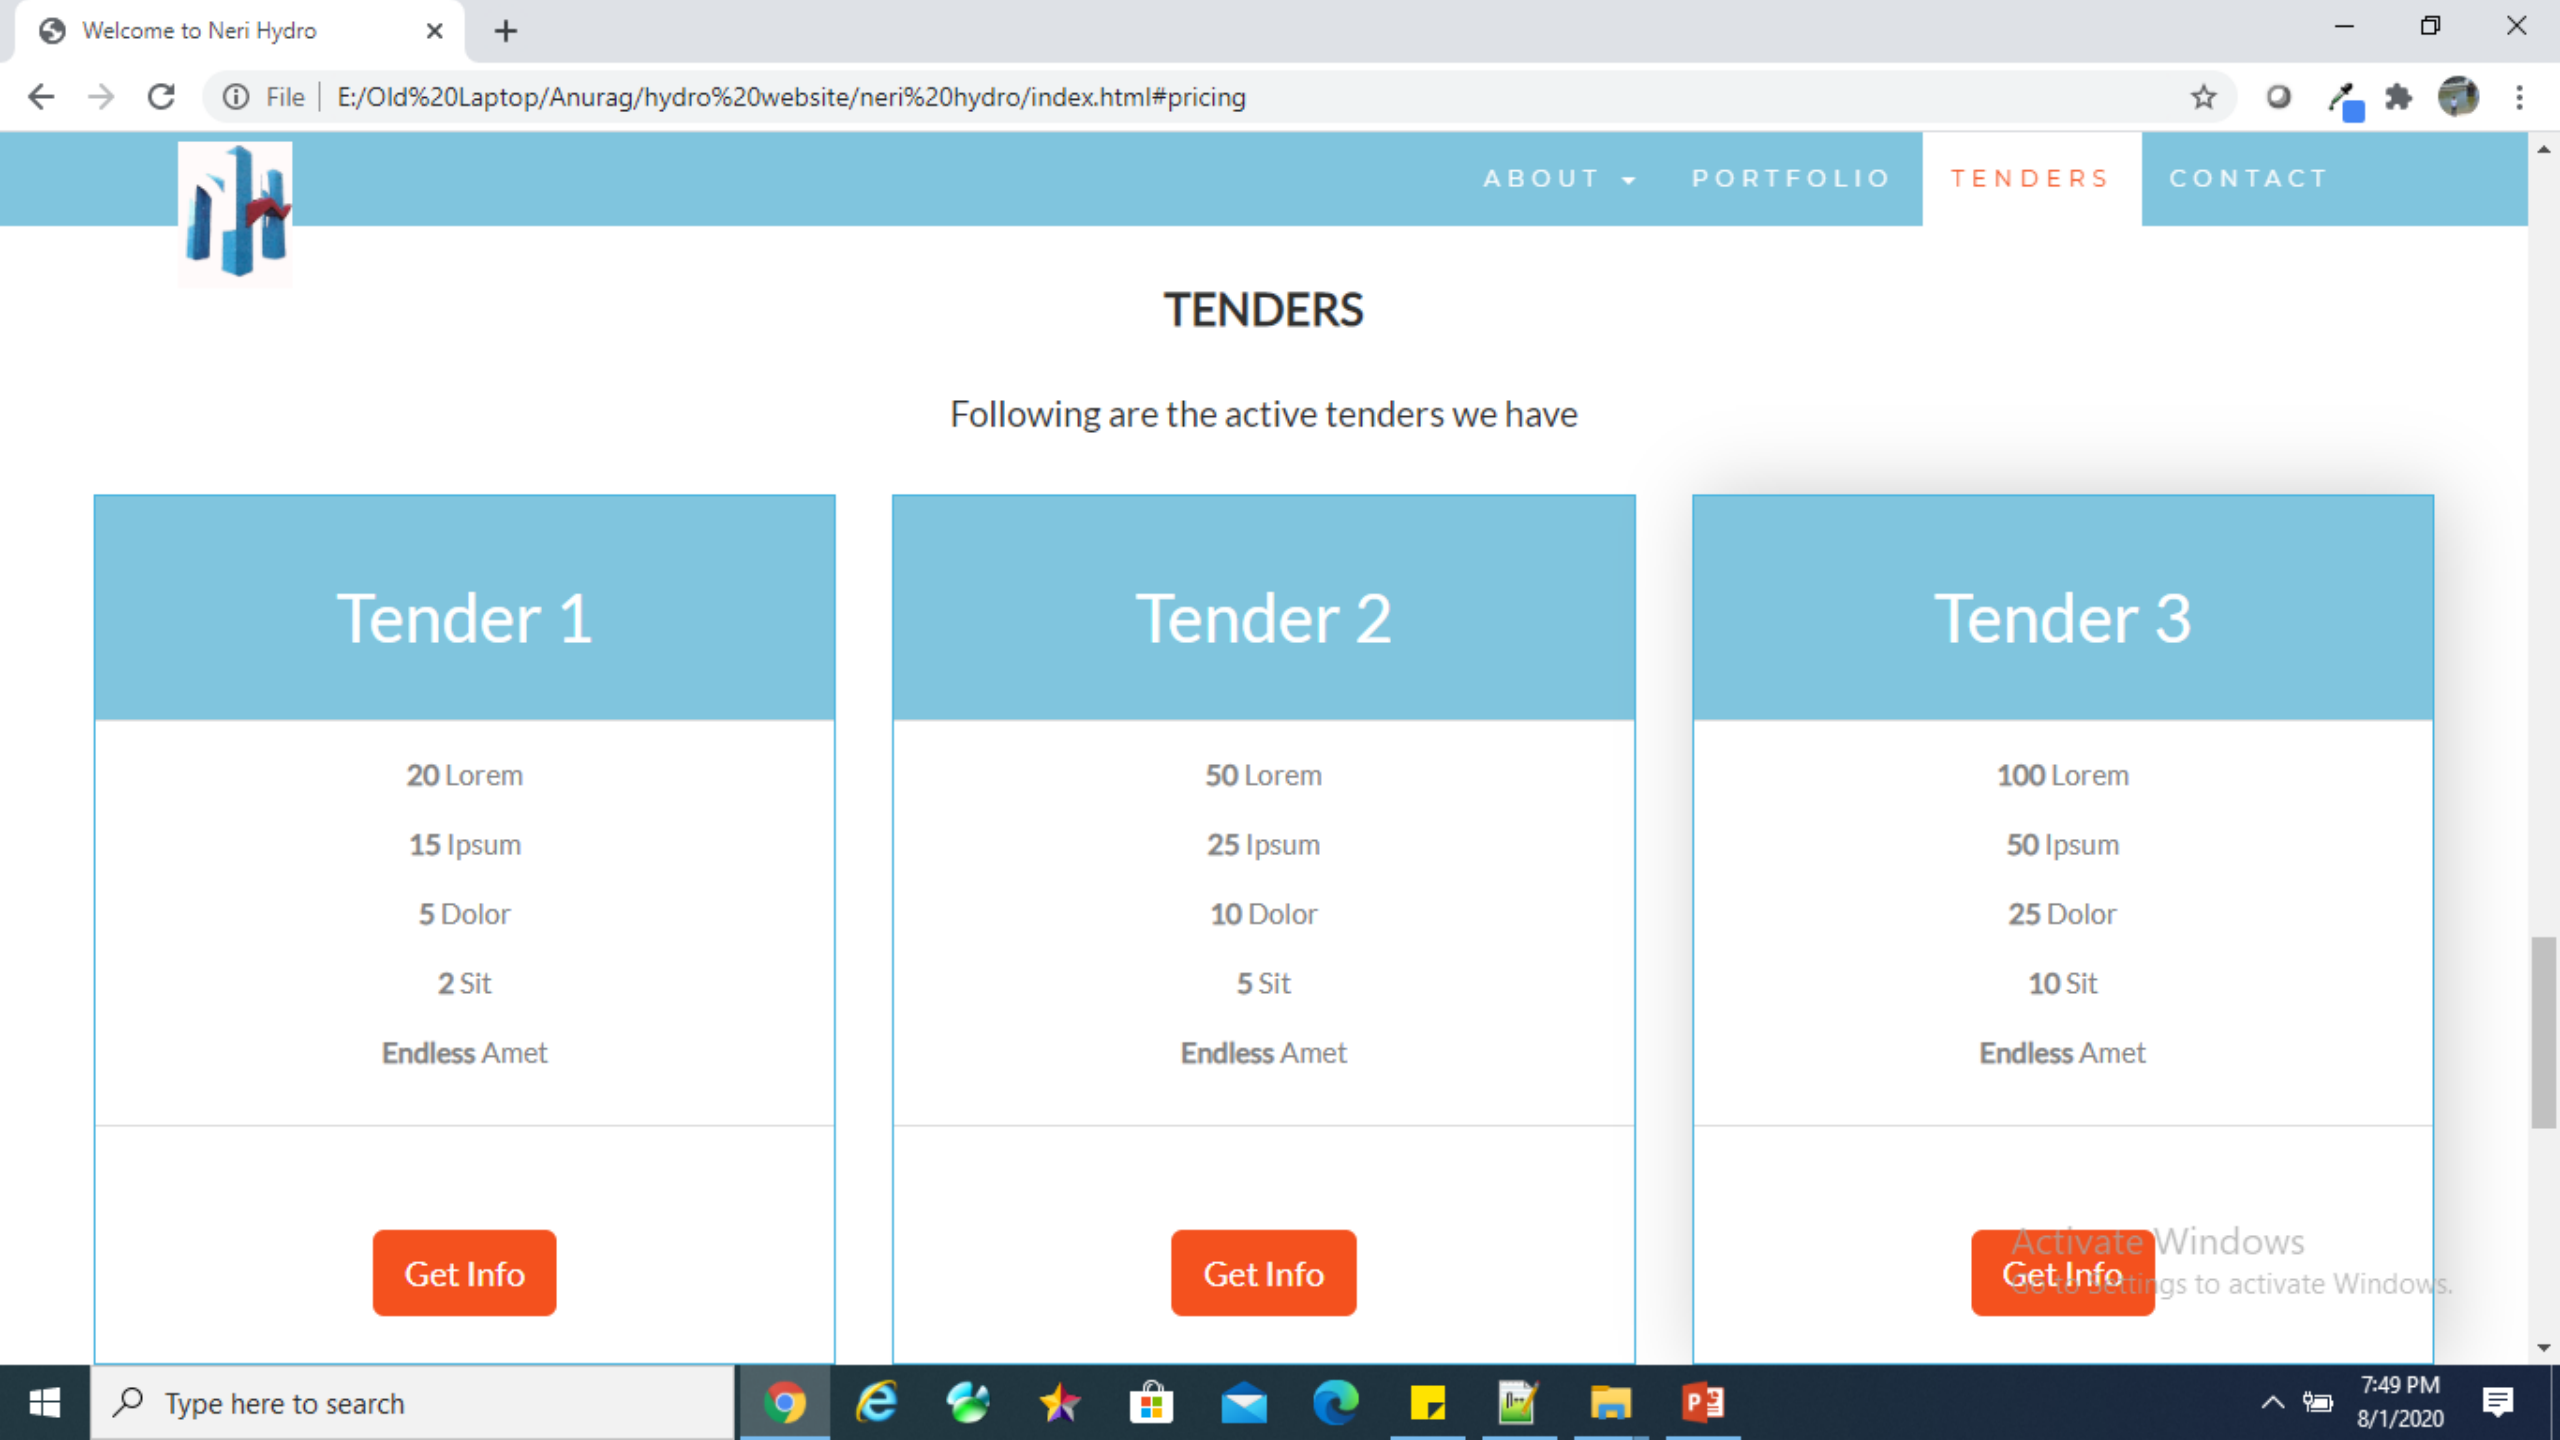 Welcome to Neri Hydro
File E:/Old%20Laptop/Anurag/hydro%20website/neri%20hydro/index.html#pricing
ABOUT PORTFOLIO TENDERS CONTACT
TENDERS
Following are the active tenders we have
Tender 1
20 Lorem
15 Ipsum
5 Dolor
2 Sit
Endless Amet
Get Info
Tender 2
50 Lorem
25 Ipsum
10 Dolor
5 Sit
Endless Amet
Get Info
Tender 3
100 Lorem
50 Ipsum
25 Dolor
10 Sit
Endless Amet
Get Info
Activate Windows
Go to Settings to activate Windows.
Type here to search
7:49 PM
8/1/2020